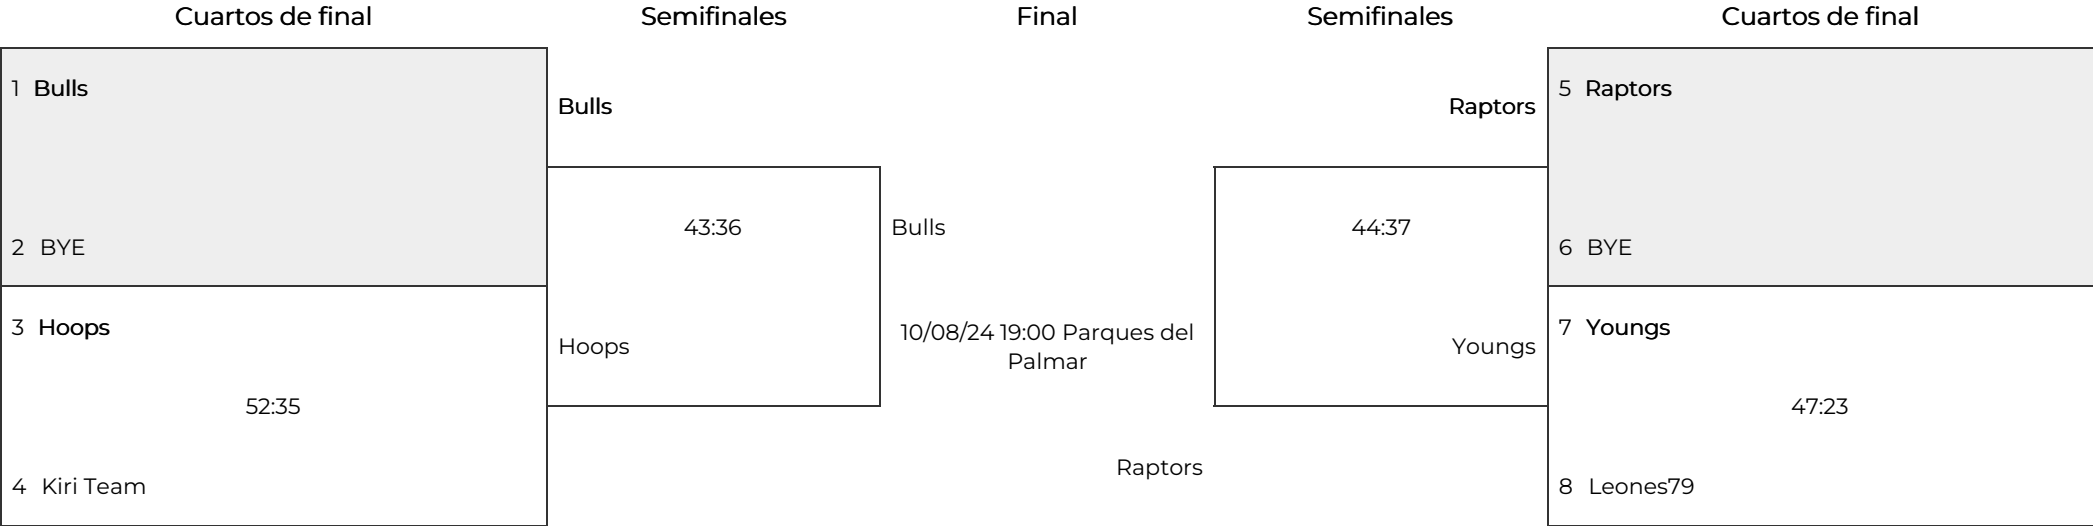 Cuartos de final
Semifinales
Final
Semifinales
Cuartos de final
1 Bulls
2 BYE
3 Hoops
52:35
4 Kiri Team
Bulls
43:36
Hoops
Bulls
10/08/24 19:00 Parques del
Palmar
Raptors
Raptors
44:37
Youngs
5 Raptors
6 BYE
7 Youngs
47:23
8 Leones79